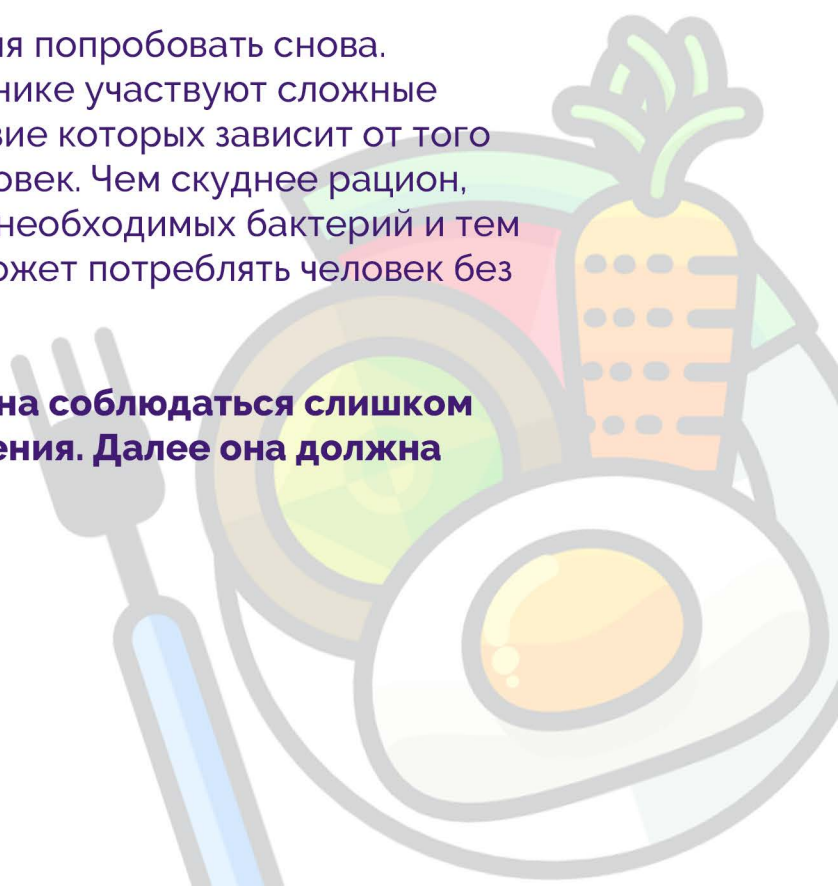 ия попробовать снова.
нике участвуют сложные
вие которых зависит от того
овек. Чем скуднее рацион,
необходимых бактерий и тем
ожет потреблять человек без
на соблюдаться слишком
ения. Далее она должна